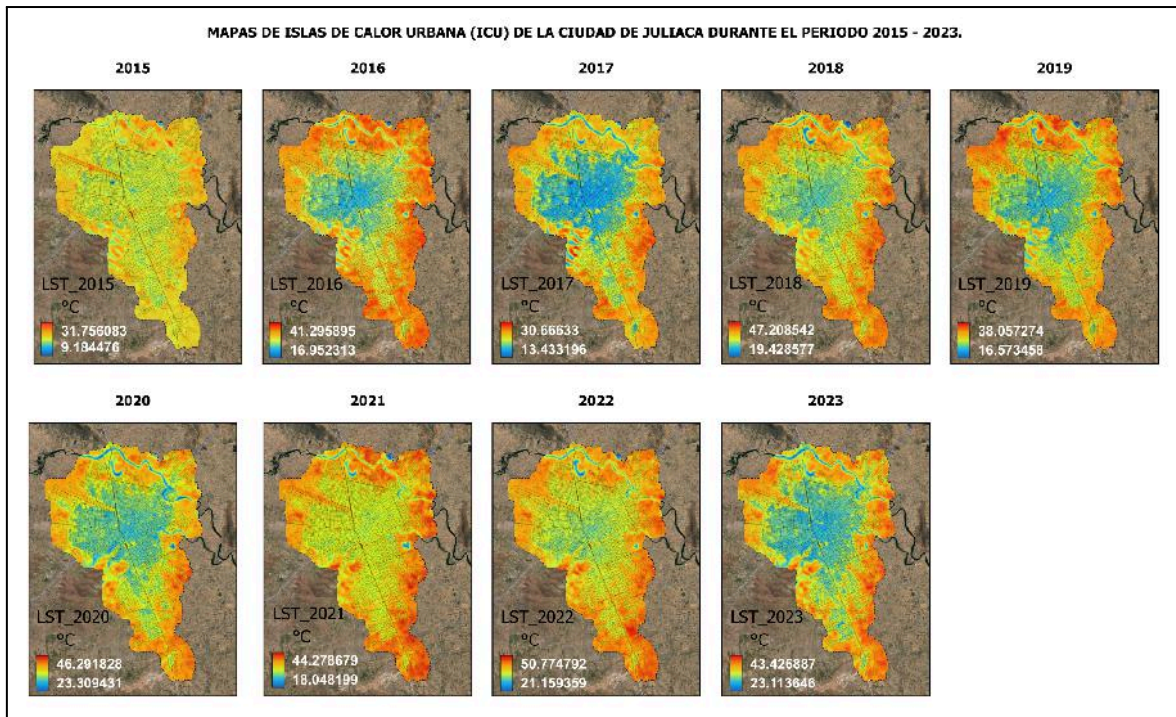 MAPAS DE ISLAS DE CALOR URBANA (ICU) DE LA CIUDAD DE JULIACA DURANTE EL PERIODO 2015 - 2023.
2015
LST_2015
°C
31.756083
9.184476
2016
LST_2016
°C
41.295895
16.952313
2017
LST_2017
°C
30.66633
13.433196
2018
LST_2018
°C
47.208542
19.428577
2019
LST_2019
°C
38.057274
16.573458
2020
LST_2020
°C
46.291828
23.309431
2021
LST_2021
°C
44.278679
18.048199
2022
LST_2022
°C
50.774792
21.159359
2023
LST_2023
°C
43.426887
23.113646